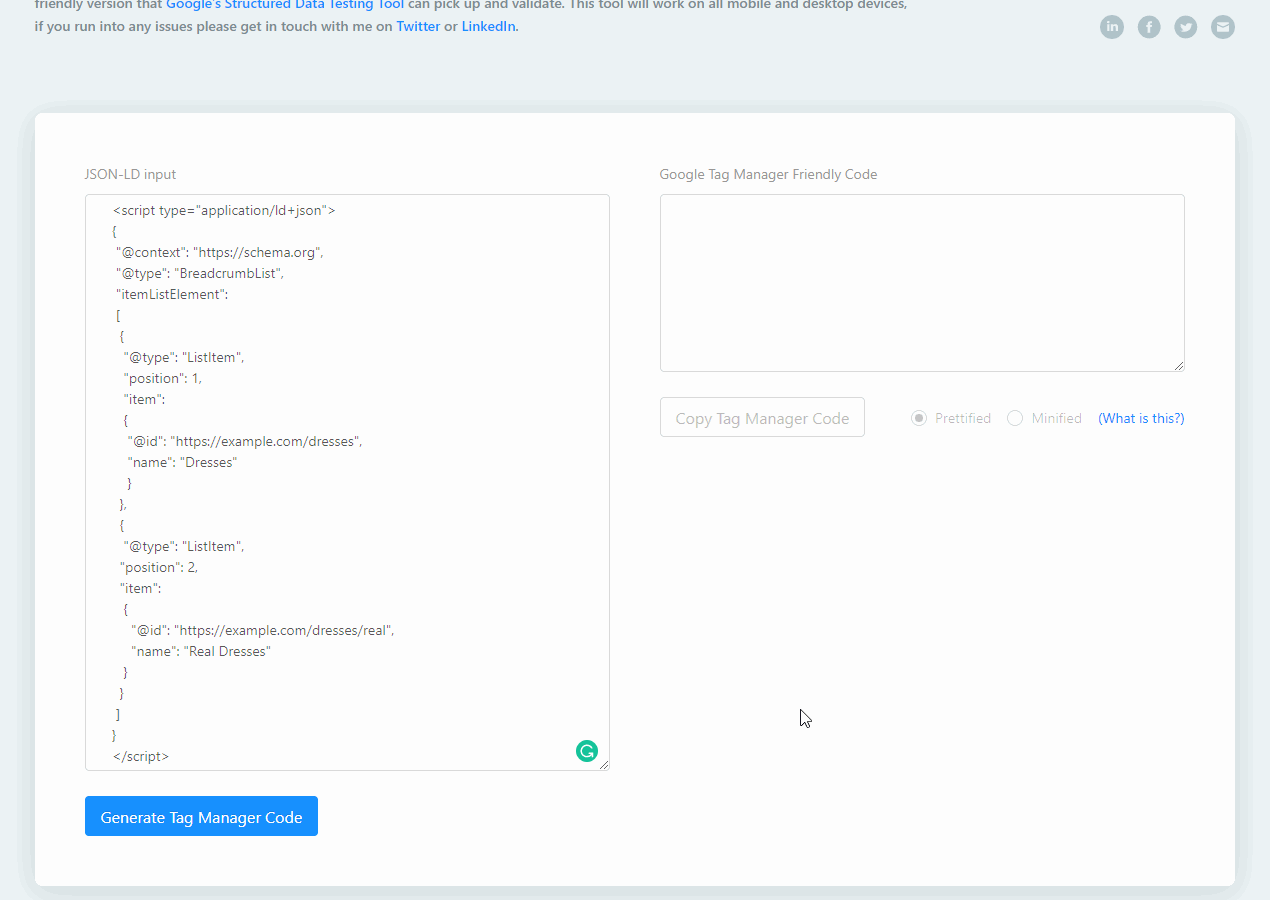 friendly version that Google's Structured Data Testing Tool can pick up and validate. This tool will work on all mobile and desktop devices,
if you run into any issues please get in touch with me on Twitter or LinkedIn.
in
JSON-LD input
<script type="application/ld+json">
{
"@context": "https://schema.org",
"@type": "BreadcrumbList",
"itemListElement":
[
{
"@type": "ListItem",
"position": 1,
"item":
{
"@id": "https://example.com/dresses",
"name": "Dresses"
}
},
{
"@type": "ListItem",
"position": 2,
"item":
{
"@id": "https://example.com/dresses/real",
"name": "Real Dresses"
}
}
]
}
</script>
Generate Tag Manager Code
Google Tag Manager Friendly Code
Copy Tag Manager Code
Prettified Minified (What is this?)